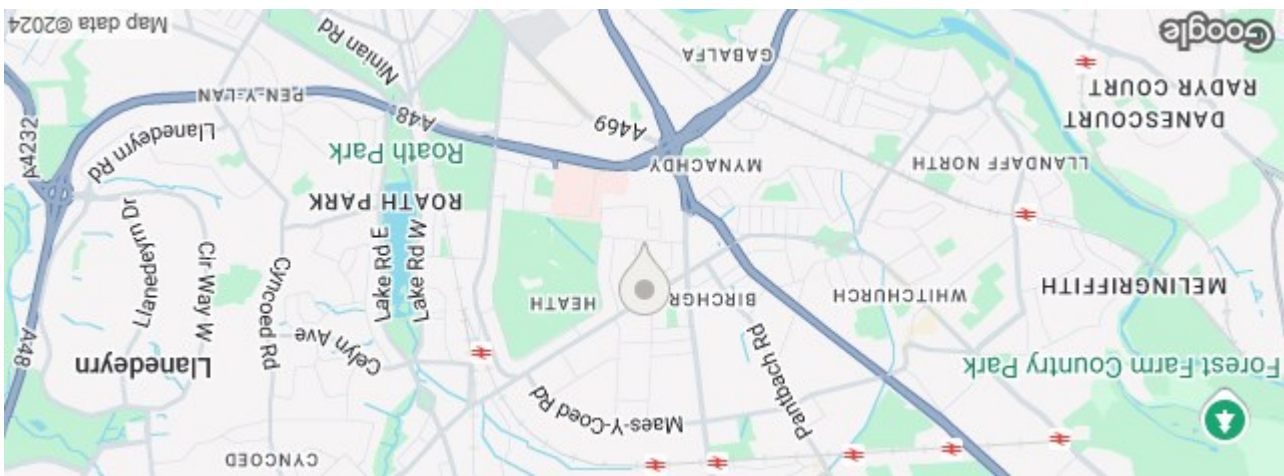 CYNCOED
Maes-Y-Coed Rd
Pantbach Rd
Forest Farm Country Park
Celyn Ave
Llanedeyrn
A48
MELINGRIFFITH
WHITCHURCH
BIRCHGR
HEATH
Lake Rd W
Lake Rd E
Cyncoed Rd
Cir Way W
Llanedeyrn Dr
ROATH PARK
LLANDAFF NORTH
MYNACHDY
Roath Park
Llanedeyrn Rd
A4232
DANESCOURT
RADYR COURT
A469
A48
PEN-Y-LAN
GABALFA
Ninian Rd
Google
Map data ©2024